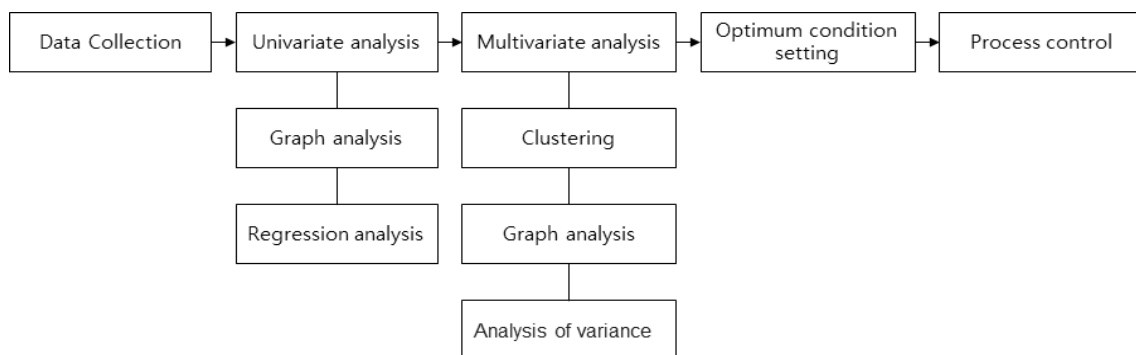 Data Collection
Univariate analysis
Multivariate analysis
Optimum condition
setting
Process control
Graph analysis
Clustering
Regression analysis
Graph analysis
Analysis of variance